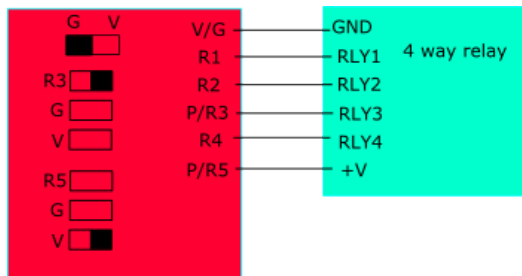 G V
R3
G
V
R5
G
V
V/G
R1
R2
P/R3
R4
P/R5
GND
RLY1
RLY2
RLY3
RLY4
+V
4 way relay